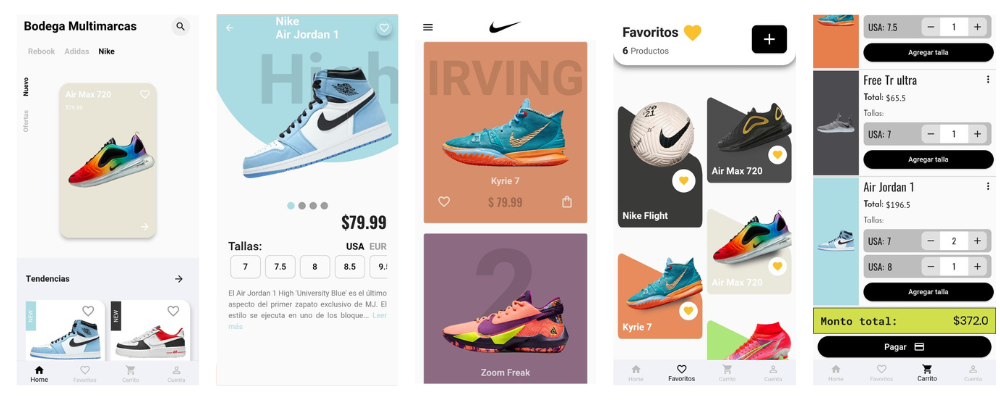 Bodega Multimarcas
Rebook Adidas Nike
Nuevo
Ofertas
Air Max 720
Tendencias
NEW
NEW
Home Favoritos Carrito Cuenta
Nike
Air Jordan 1
High
$79.99
Tallas: USA EUR
7 7.5 8 8.5 9.5
El Air Jordan 1 High 'University Blue' es el último
aspecto del primer zapato exclusivo de MJ. El
estilo se ejecuta en uno de los bloque... Leer
más
IRVING
Kyrie 7
$ 79.99
2
Zoom Freak
Favoritos
6 Productos
Nike Flight
Air Max 720
Air Max 720
Kyrie 7
Home Favoritos Carrito Cuenta
USA: 7.5 − 1 +
Agregar talla
Free Tr ultra
Total: $65.5
Tallas:
USA: 7 − 1 +
Agregar talla
Air Jordan 1
Total: $196.5
Tallas:
USA: 7 − 2 +
USA: 8 − 1 +
Agregar talla
Monto total: $372.0
Pagar
Home Favoritos Carrito Cuenta